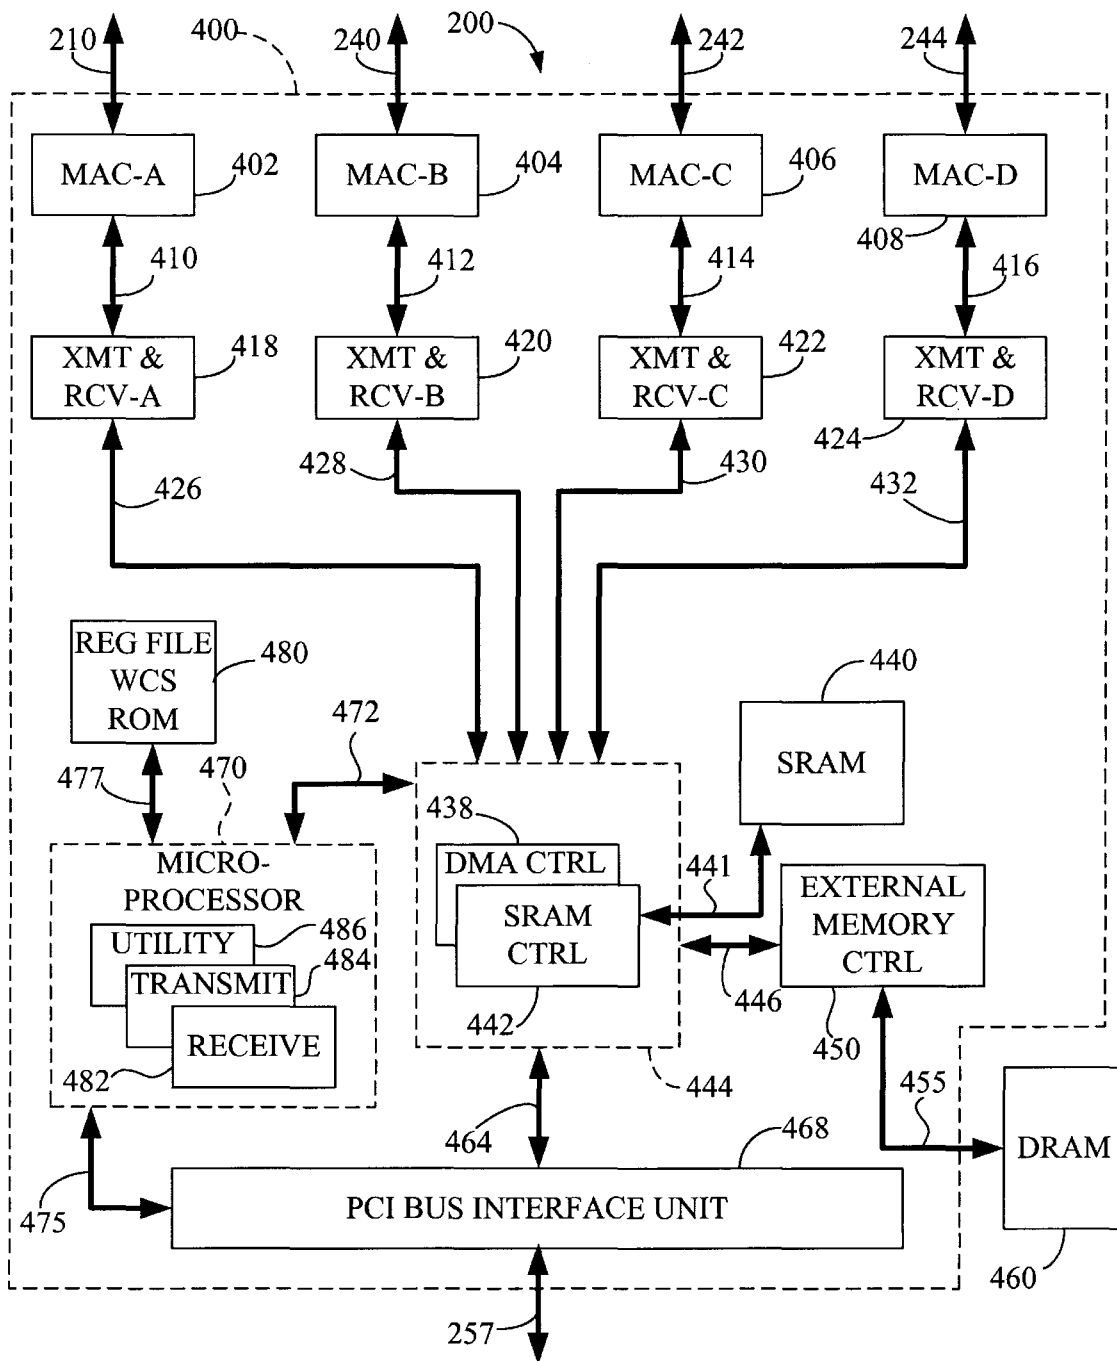 210
400
240
200
242
244
MAC-A
402
MAC-B
404
MAC-C
406
MAC-D
408
410
412
414
416
XMT &
RCV-A
418
XMT &
RCV-B
420
XMT &
RCV-C
422
XMT &
RCV-D
424
426
428
430
432
REG FILE
WCS
ROM
480
472
440
SRAM
477
470
438
DMA CTRL
SRAM
CTRL
442
441
446
EXTERNAL
MEMORY
CTRL
450
MICRO-
PROCESSOR
UTILITY
486
TRANSMIT
484
RECEIVE
482
444
455
464
468
DRAM
460
475
PCI BUS INTERFACE UNIT
257